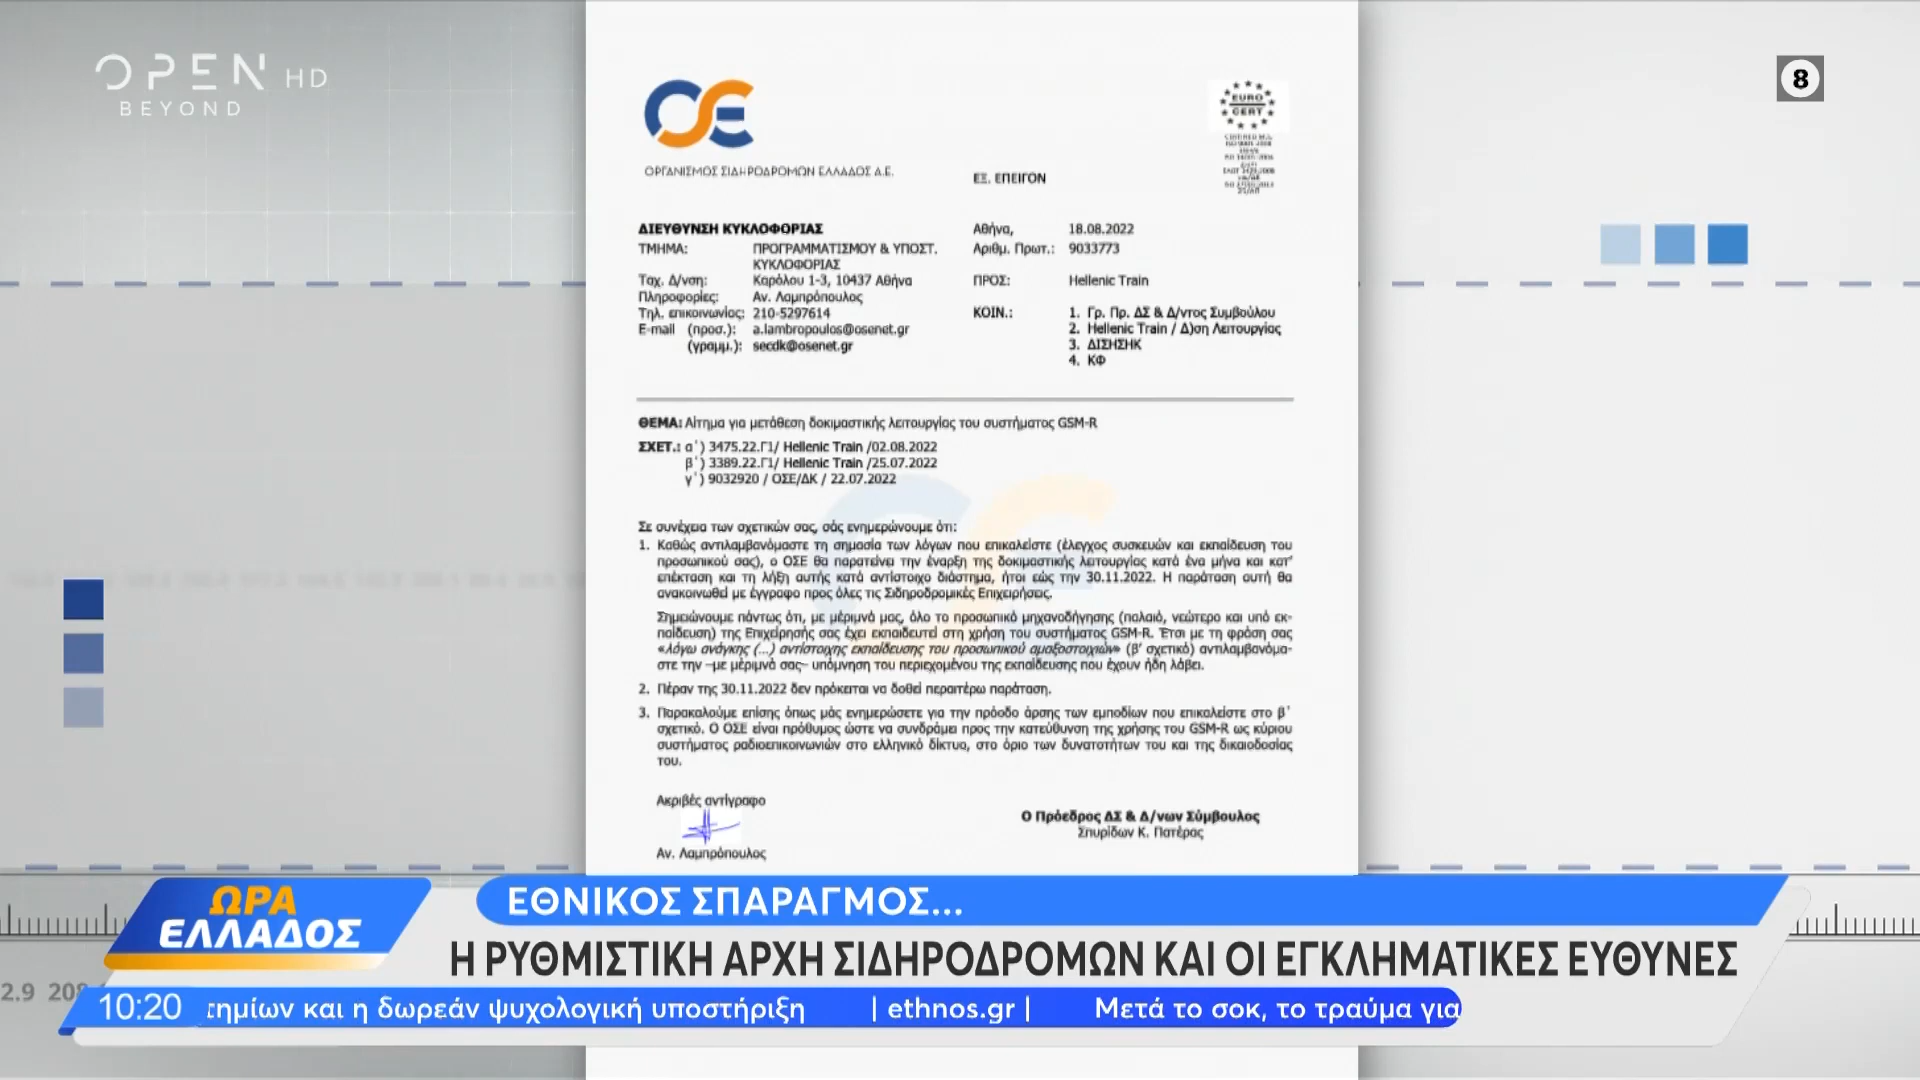 OPEN HD
BEYOND
8
ΟΣΕ
ΟΡΓΑΝΙΣΜΟΣ ΣΙΔΗΡΟΔΡΟΜΩΝ ΕΛΛΑΔΟΣ Α.Ε.
EURO
CERT
ΕΞ. ΕΠΕΙΓΟΝ
ΔΙΕΥΘΥΝΣΗ ΚΥΚΛΟΦΟΡΙΑΣ
ΤΜΗΜΑ: ΠΡΟΓΡΑΜΜΑΤΙΣΜΟΥ & ΥΠΟΣΤ.
ΚΥΚΛΟΦΟΡΙΑΣ
Ταχ. Δ/νση: Καρόλου 1-3, 10437 Αθήνα
Πληροφορίες: Αν. Λαμπρόπουλος
Τηλ. επικοινωνίας: 210-5297614
E-mail (προσ.): a.lambropoulos@osenet.gr
(γραμμ.): secdk@osenet.gr
Αθήνα, 18.08.2022
Αριθμ. Πρωτ.: 9033773
ΠΡΟΣ: Hellenic Train
ΚΟΙΝ.: 1. Γρ. Πρ. ΔΣ & Δ/ντος Συμβούλου
2. Hellenic Train / Δ)ση Λειτουργίας
3. ΔΙΣΗΣΗΚ
4. ΚΦ
ΘΕΜΑ: Αίτημα για μετάθεση δοκιμαστικής λειτουργίας του συστήματος GSM-R
ΣΧΕΤ.: α΄) 3475.22.Γ1/ Hellenic Train /02.08.2022
β΄) 3389.22.Γ1/ Hellenic Train /25.07.2022
γ΄) 9032920 / ΟΣΕ/ΔΚ / 22.07.2022
Σε συνέχεια των σχετικών σας, σάς ενημερώνουμε ότι:
1. Καθώς αντιλαμβανόμαστε τη σημασία των λόγων που επικαλείστε (έλεγχος συσκευών και εκπαίδευση του
προσωπικού σας), ο ΟΣΕ θα παρατείνει την έναρξη της δοκιμαστικής λειτουργίας κατά ένα μήνα και κατ'
επέκταση και τη λήξη αυτής κατά αντίστοιχο διάστημα, ήτοι εώς την 30.11.2022. Η παράταση αυτή θα
ανακοινωθεί με έγγραφο προς όλες τις Σιδηροδρομικές Επιχειρήσεις.
Σημειώνουμε πάντως ότι, με μέριμνά μας, όλο το προσωπικό μηχανοδήγησης (παλαιό, νεώτερο και υπό εκ-
παίδευση) της Επιχείρησής σας έχει εκπαιδευτεί στη χρήση του συστήματος GSM-R. Έτσι με τη φράση σας
«λόγω ανάγκης (...) αντίστοιχης εκπαίδευσης του προσωπικού αμαξοστοιχιών» (β' σχετικό) αντιλαμβανόμα-
στε την –με μέριμνά σας– υπόμνηση του περιεχομένου της εκπαίδευσης που έχουν ήδη λάβει.
2. Πέραν της 30.11.2022 δεν πρόκειται να δοθεί περαιτέρω παράταση.
3. Παρακαλούμε επίσης όπως μάς ενημερώσετε για την πρόοδο άρσης των εμποδίων που επικαλείστε στο β΄
σχετικό. Ο ΟΣΕ είναι πρόθυμος ώστε να συνδράμει προς την κατεύθυνση της χρήσης του GSM-R ως κύριου
συστήματος ραδιοεπικοινωνιών στο ελληνικό δίκτυο, στο όριο των δυνατοτήτων του και της δικαιοδοσίας
του.
Ακριβές αντίγραφο
Αν. Λαμπρόπουλος
Ο Πρόεδρος ΔΣ & Δ/νων Σύμβουλος
Σπυρίδων Κ. Πατέρας
ΩΡΑ
ΕΛΛΑΔΟΣ
ΕΘΝΙΚΟΣ ΣΠΑΡΑΓΜΟΣ...
Η ΡΥΘΜΙΣΤΙΚΗ ΑΡΧΗ ΣΙΔΗΡΟΔΡΟΜΩΝ ΚΑΙ ΟΙ ΕΓΚΛΗΜΑΤΙΚΕΣ ΕΥΘΥΝΕΣ
2.9 208
10:20 τημίων και η δωρεάν ψυχολογική υποστήριξη | ethnos.gr | Μετά το σοκ, το τραύμα για